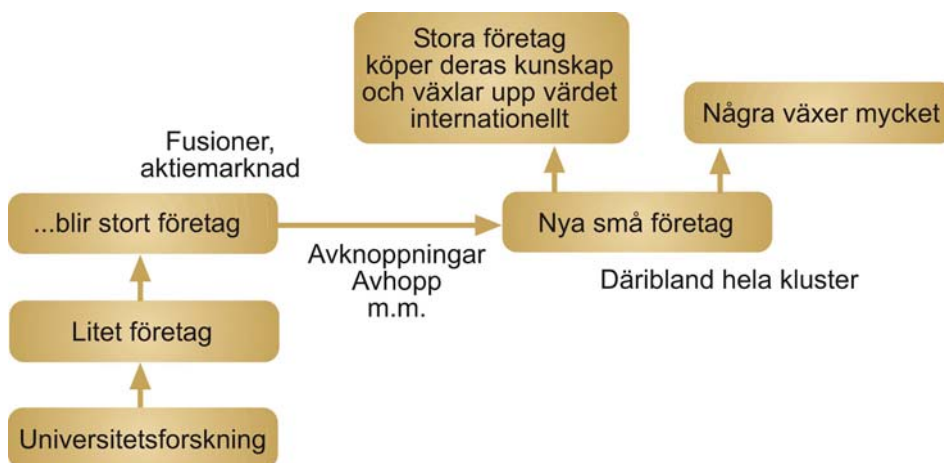 Stora företag
köper deras kunskap
och växlar upp värdet
internationellt
Några växer mycket
Fusioner,
aktiemarknad
...blir stort företag
Nya små företag
Avknoppningar
Avhopp
m.m.
Däribland hela kluster
Litet företag
Universitetsforskning